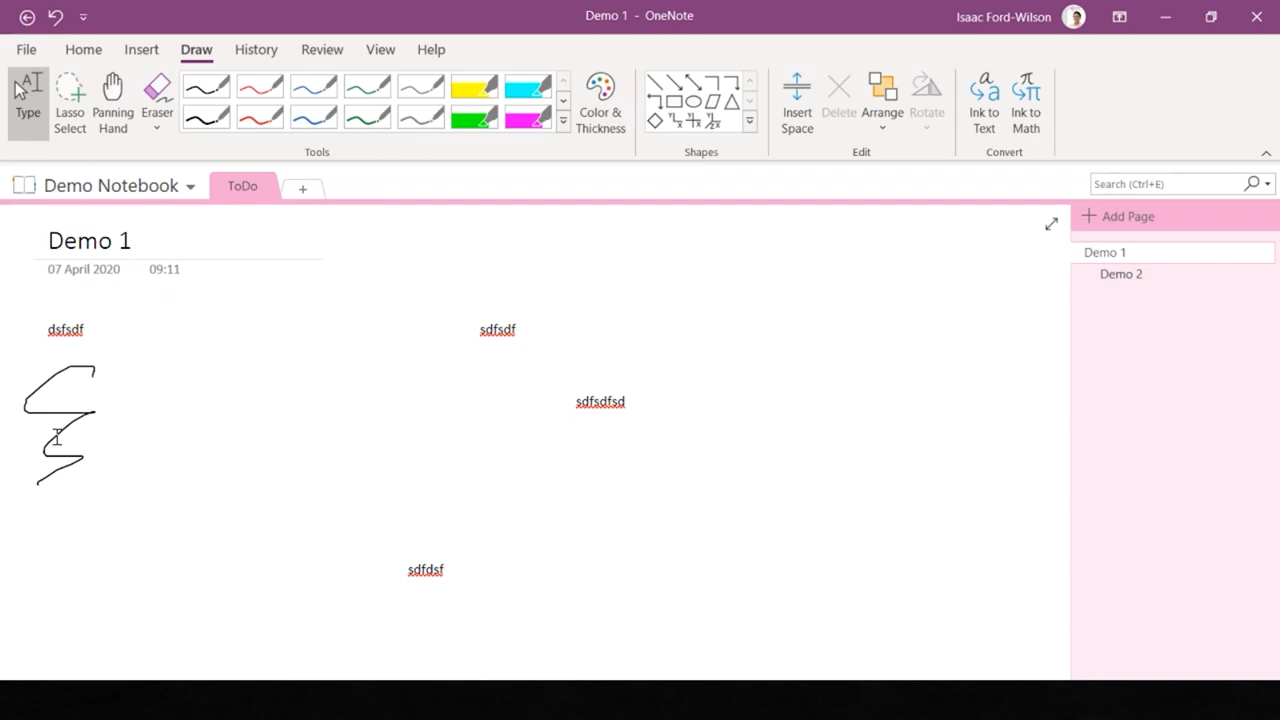 Demo 1 - OneNote
Isaac Ford-Wilson
File Home Insert Draw History Review View Help
Type
Lasso Select
Panning Hand
Eraser
Color & Thickness
Insert Space
Delete
Arrange
Rotate
Ink to Text
Ink to Math
Tools
Shapes
Edit
Convert
Demo Notebook
ToDo
Search (Ctrl+E)
Add Page
Demo 1
Demo 2
Demo 1
07 April 2020 09:11
dsfsdf
sdfsdf
sdfsdfsd
sdfdsf